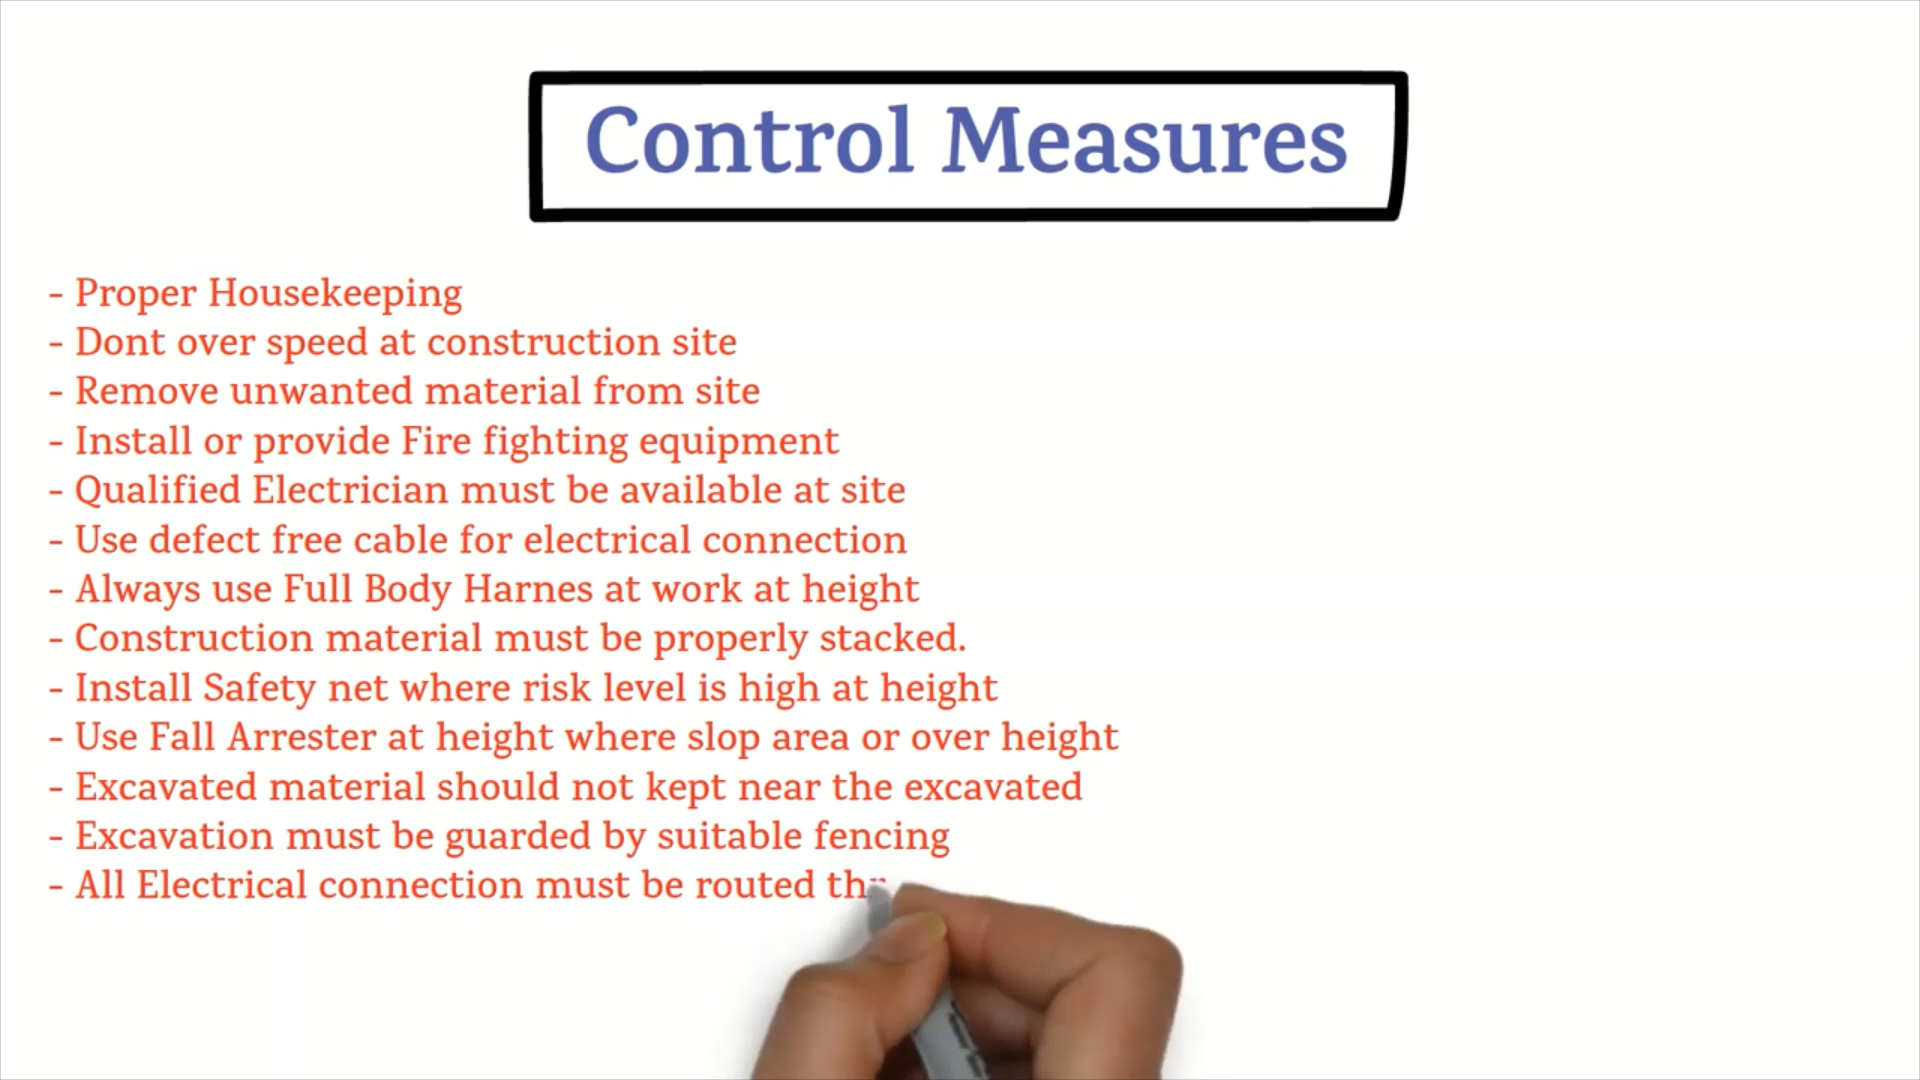 Control Measures
- Proper Housekeeping
- Dont over speed at construction site
- Remove unwanted material from site
- Install or provide Fire fighting equipment
- Qualified Electrician must be available at site
- Use defect free cable for electrical connection
- Always use Full Body Harnes at work at height
- Construction material must be properly stacked.
- Install Safety net where risk level is high at height
- Use Fall Arrester at height where slop area or over height
- Excavated material should not kept near the excavated
- Excavation must be guarded by suitable fencing
- All Electrical connection must be routed